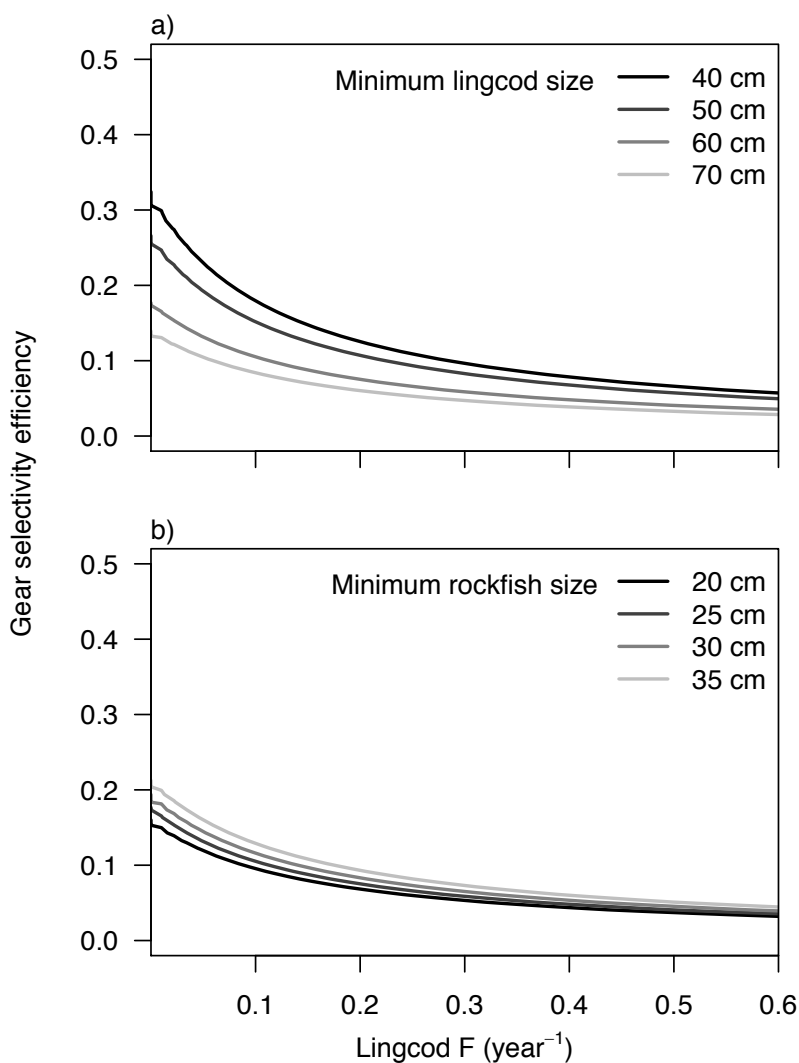 a)
0.5
0.4
0.3
0.2
0.1
0.0
Minimum lingcod size
40 cm
50 cm
60 cm
70 cm
Gear selectivity efficiency
b)
0.5
0.4
0.3
0.2
0.1
0.0
Minimum rockfish size
20 cm
25 cm
30 cm
35 cm
0.1 0.2 0.3 0.4 0.5 0.6
Lingcod F (year⁻¹)